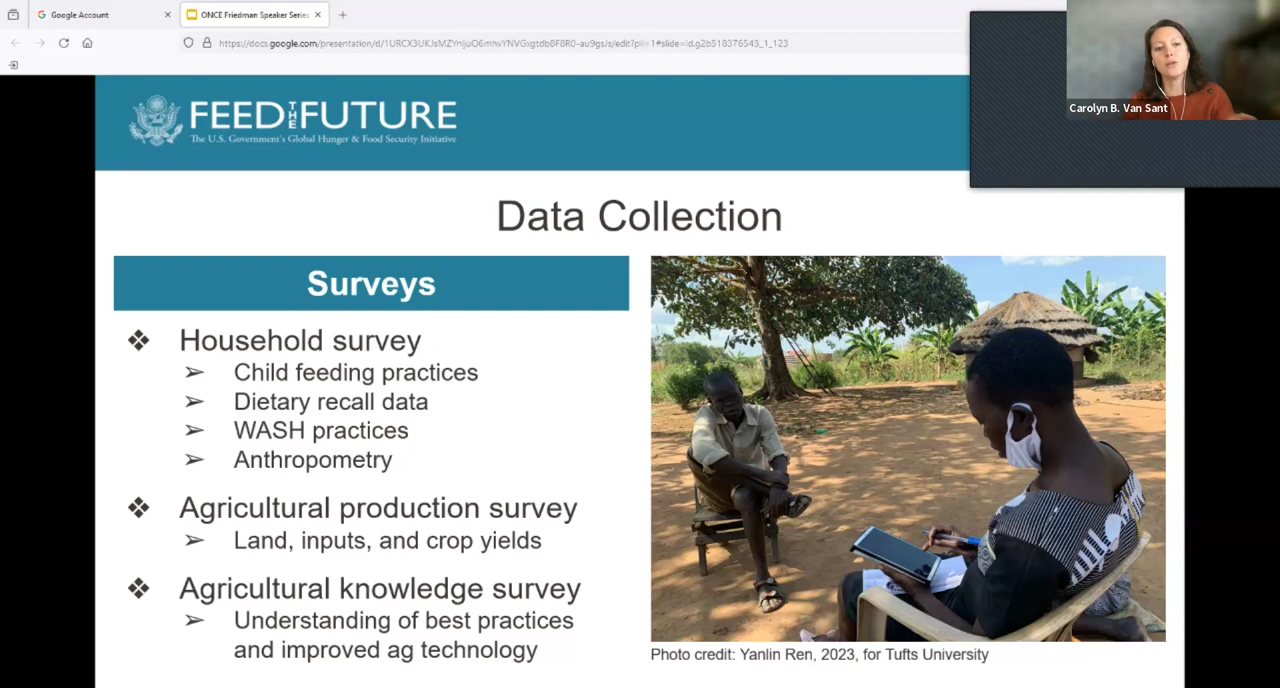 Google Account
ONCE Friedman Speaker Series
Carolyn B. Van Sant
FEED THE FUTURE
The U.S. Government's Global Hunger & Food Security Initiative
Data Collection
Surveys
Household survey
Child feeding practices
Dietary recall data
WASH practices
Anthropometry
Agricultural production survey
Land, inputs, and crop yields
Agricultural knowledge survey
Understanding of best practices
and improved ag technology
Photo credit: Yanlin Ren, 2023, for Tufts University